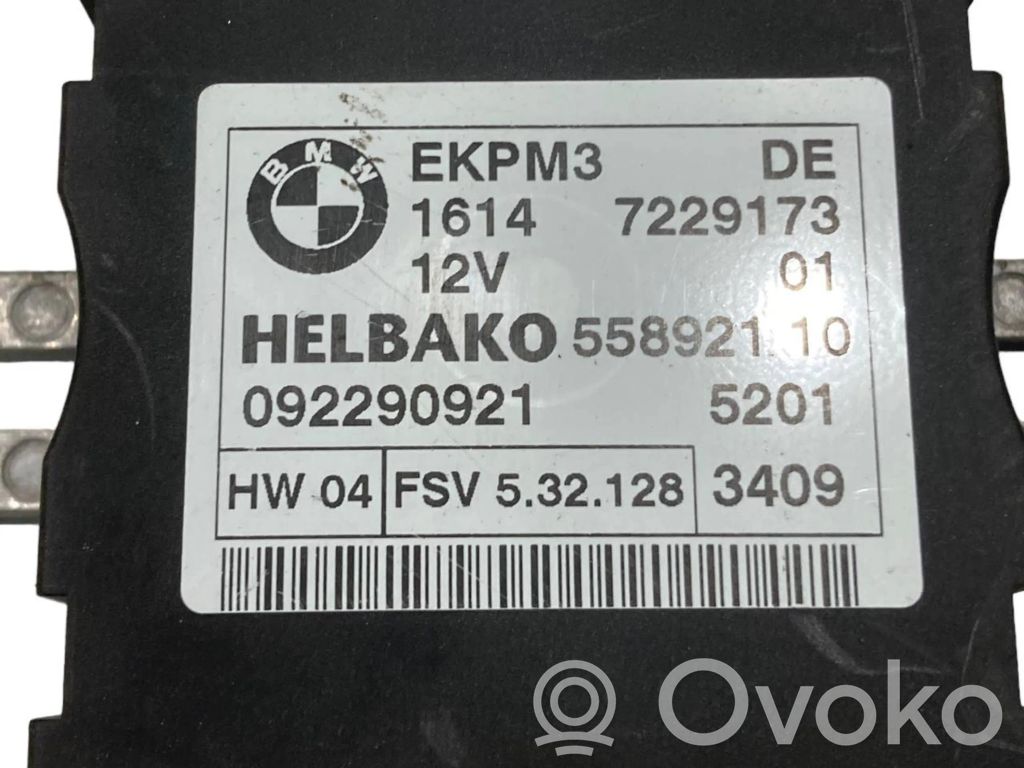 BMW
EKPM3 DE
1614 7229173
12V 01
HELBAKO 558921.10
092290921 5201
HW 04 FSV 5.32.128 3409
Ovoko